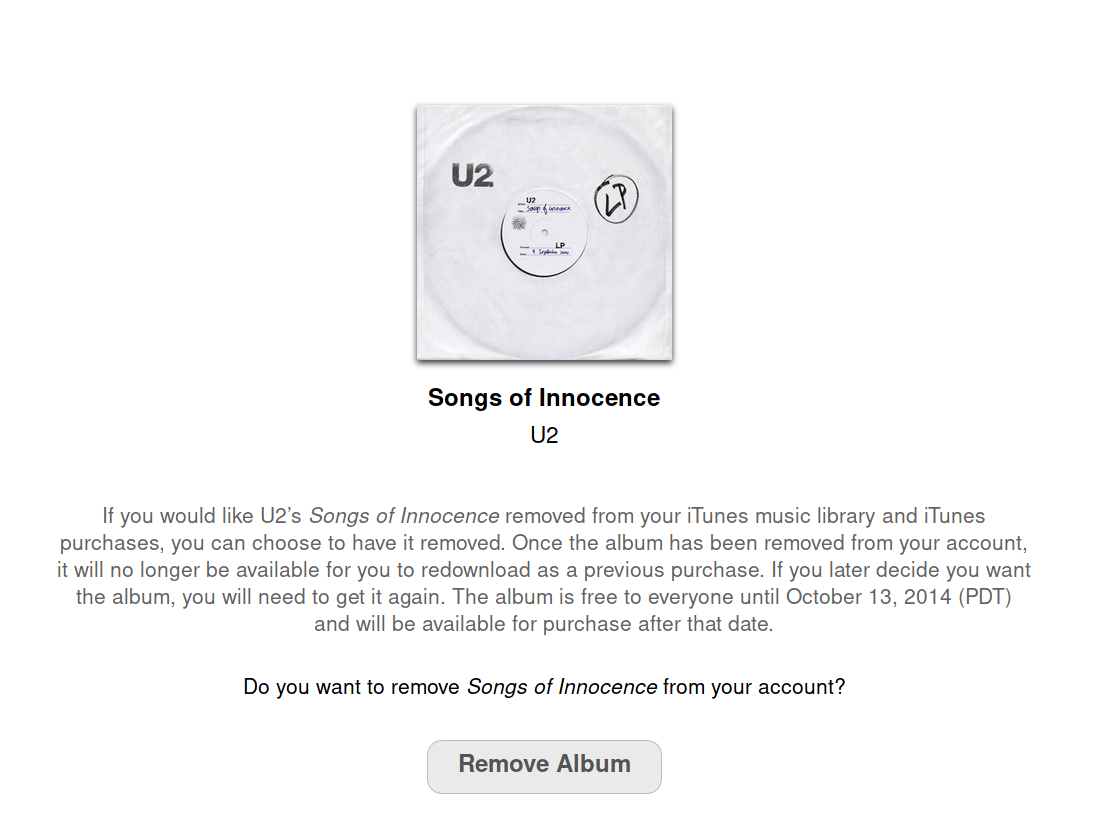 U2
LP
U2
Songs of Innocence
LP
Songs of Innocence
U2
If you would like U2’s Songs of Innocence removed from your iTunes music library and iTunes
purchases, you can choose to have it removed. Once the album has been removed from your account,
it will no longer be available for you to redownload as a previous purchase. If you later decide you want
the album, you will need to get it again. The album is free to everyone until October 13, 2014 (PDT)
and will be available for purchase after that date.
Do you want to remove Songs of Innocence from your account?
Remove Album